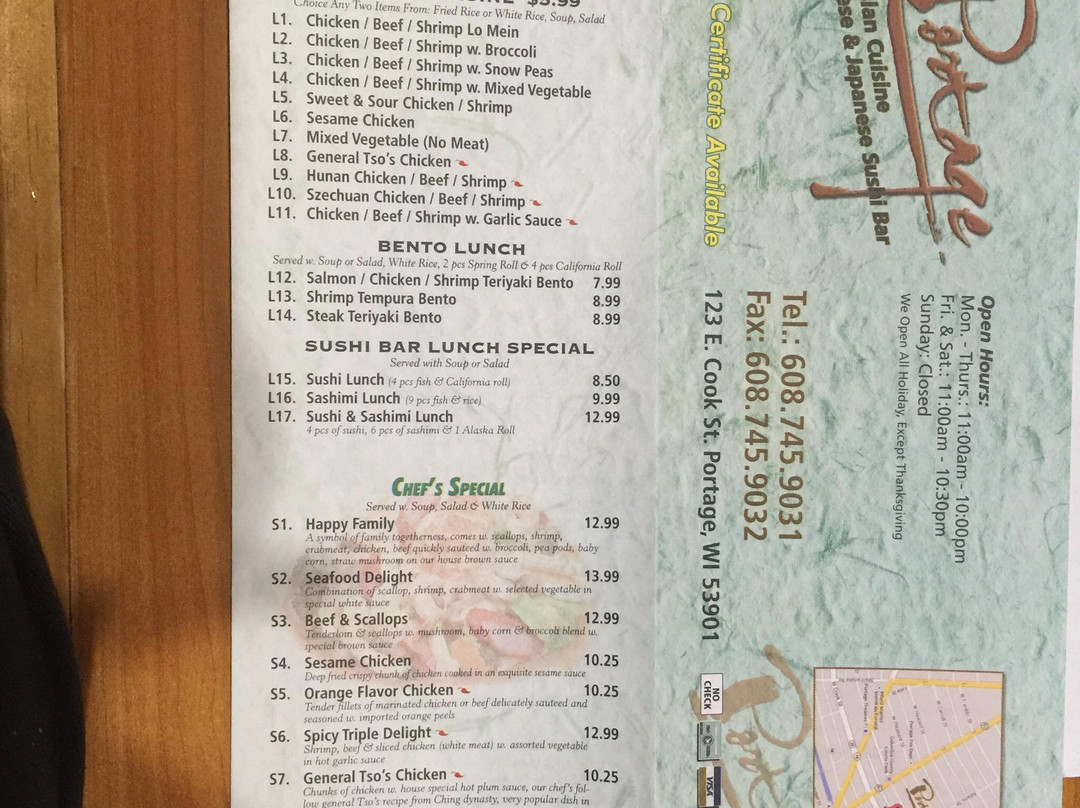 $5.99
Choice Any Two Items From: Fried Rice or White Rice, Soup, Salad
L1. Chicken / Beef / Shrimp Lo Mein
L2. Chicken / Beef / Shrimp w. Broccoli
L3. Chicken / Beef / Shrimp w. Snow Peas
L4. Chicken / Beef / Shrimp w. Mixed Vegetable
L5. Sweet & Sour Chicken / Shrimp
L6. Sesame Chicken
L7. Mixed Vegetable (No Meat)
L8. General Tso's Chicken
L9. Hunan Chicken / Beef / Shrimp
L10. Szechuan Chicken / Beef / Shrimp
L11. Chicken / Beef / Shrimp w. Garlic Sauce
BENTO LUNCH
Served w. Soup or Salad, White Rice, 2 pcs Spring Roll & 4 pcs California Roll
L12. Salmon / Chicken / Shrimp Teriyaki Bento 7.99
L13. Shrimp Tempura Bento 8.99
L14. Steak Teriyaki Bento 8.99
SUSHI BAR LUNCH SPECIAL
Served with Soup or Salad
L15. Sushi Lunch (4 pcs fish & California roll) 8.50
L16. Sashimi Lunch (9 pcs fish & rice) 9.99
L17. Sushi & Sashimi Lunch 12.99
4 pcs of sushi, 6 pcs of sashimi & 1 Alaska Roll
CHEF'S SPECIAL
Served w. Soup, Salad & White Rice
S1. Happy Family 12.99
A symbol of family togetherness, comes w. scallops, shrimp,
crabmeat, chicken, beef quickly sauteed w. broccoli, pea pods, baby
corn, straw mushroom on our house brown sauce
S2. Seafood Delight 13.99
Combination of scallop, shrimp, crabmeat w. selected vegetable in
special white sauce
S3. Beef & Scallops 12.99
Tenderloin & scallops w. mushroom, baby corn & broccoli blend w.
special brown sauce
S4. Sesame Chicken 10.25
Deep fried crispy chunk of chicken cooked in an exquisite sesame sauce
S5. Orange Flavor Chicken 10.25
Tender fillets of marinated chicken or beef delicately sauteed and
seasoned w. imported orange peels
S6. Spicy Triple Delight 12.99
Shrimp, beef & sliced chicken (white meat) w. assorted vegetable
in hot garlic sauce
S7. General Tso's Chicken 10.25
Chunks of chicken w. house special hot plum sauce, our chef's fol-
low general Tso's recipe from Ching dynasty, very popular dish in
Portage
Cuisine
& Japanese Sushi Bar
Certificate Available
Open Hours:
Mon. - Thurs.: 11:00am - 10:00pm
Fri. & Sat.: 11:00am - 10:30pm
Sunday: Closed
We Open All Holiday, Except Thanksgiving
Tel.: 608.745.9031
Fax: 608.745.9032
123 E. Cook St. Portage, WI 53901
NO
CHECK
VISA
Port